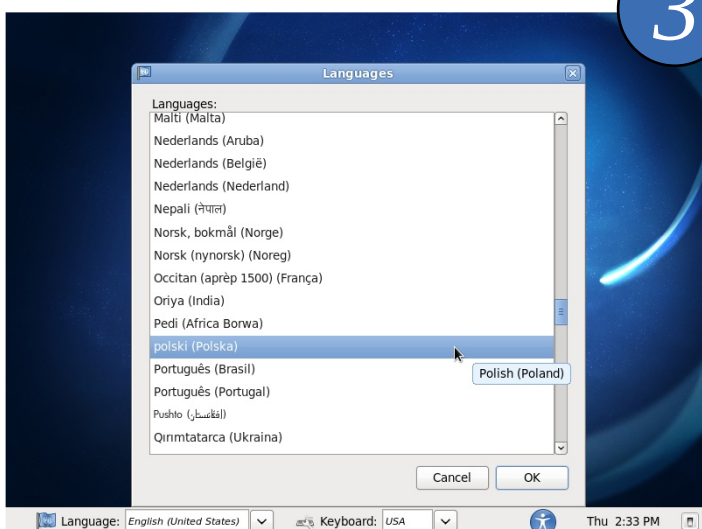 3
Languages
Languages:
Malti (Malta)
Nederlands (Aruba)
Nederlands (België)
Nederlands (Nederland)
Nepali (नेपाल)
Norsk, bokmål (Norge)
Norsk (nynorsk) (Noreg)
Occitan (aprèp 1500) (França)
Oriya (India)
Pedi (Africa Borwa)
polski (Polska)
Polish (Poland)
Português (Brasil)
Português (Portugal)
Pushto (افغانستان)
Qırımtatarca (Ukraina)
Cancel OK
Language: English (United States) Keyboard: USA Thu 2:33 PM